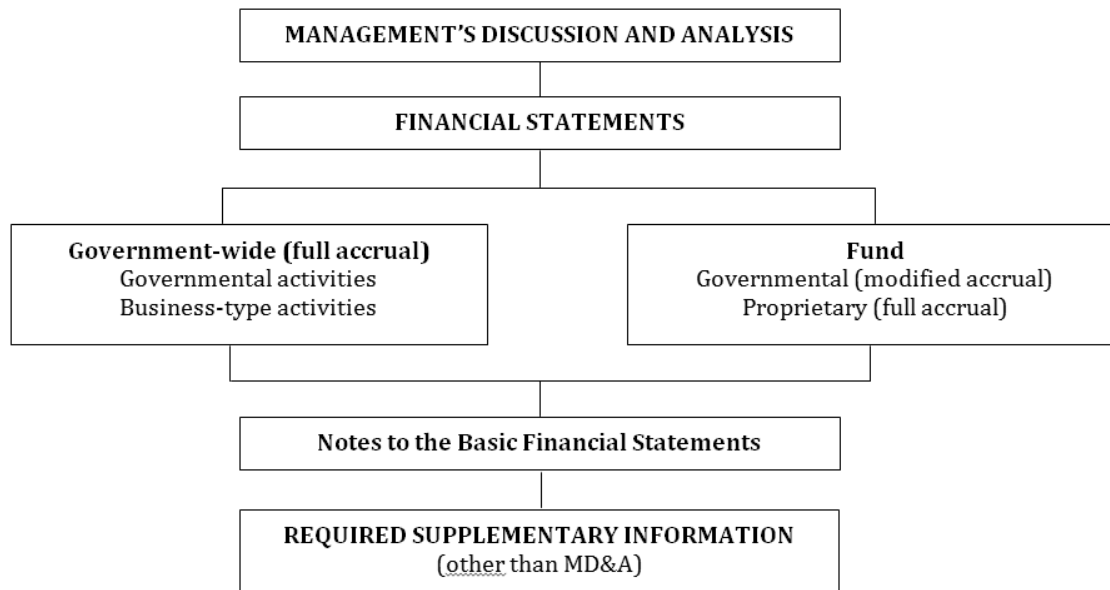 MANAGEMENT’S DISCUSSION AND ANALYSIS
FINANCIAL STATEMENTS
Government-wide (full accrual)
Governmental activities
Business-type activities
Fund
Governmental (modified accrual)
Proprietary (full accrual)
Notes to the Basic Financial Statements
REQUIRED SUPPLEMENTARY INFORMATION
(other than MD&A)